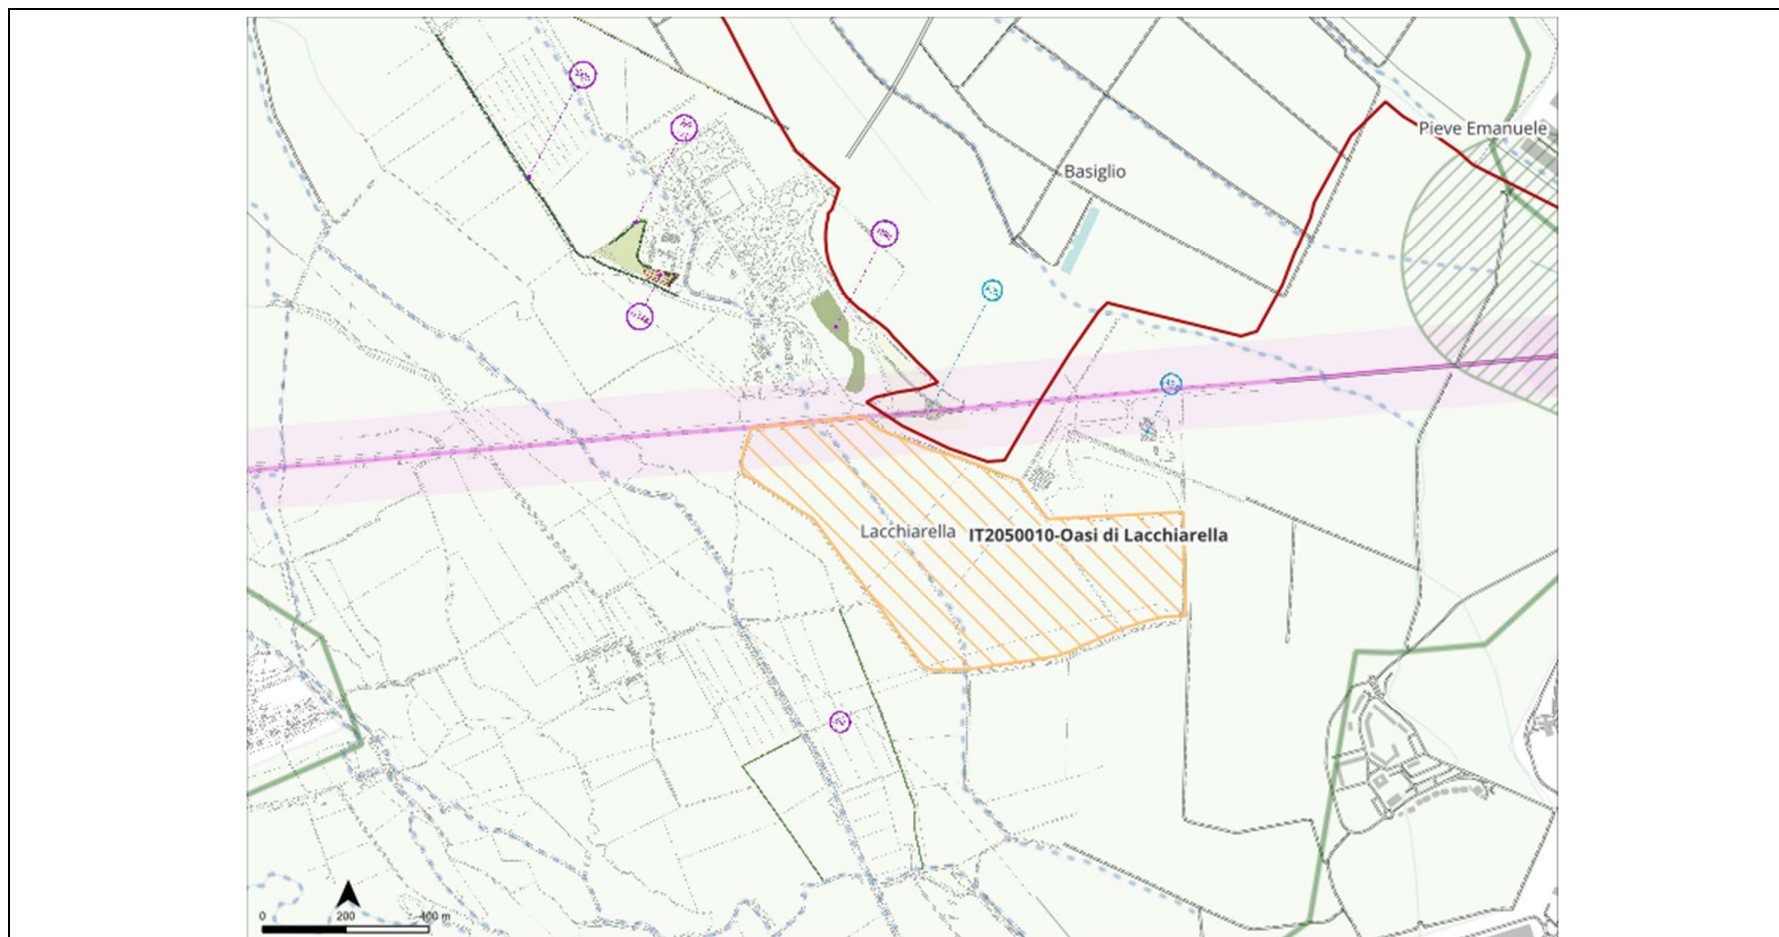 Pieve Emanuele
Basiglio
Lacchiarella
IT2050010-Oasi di Lacchiarella
0 200 400 m